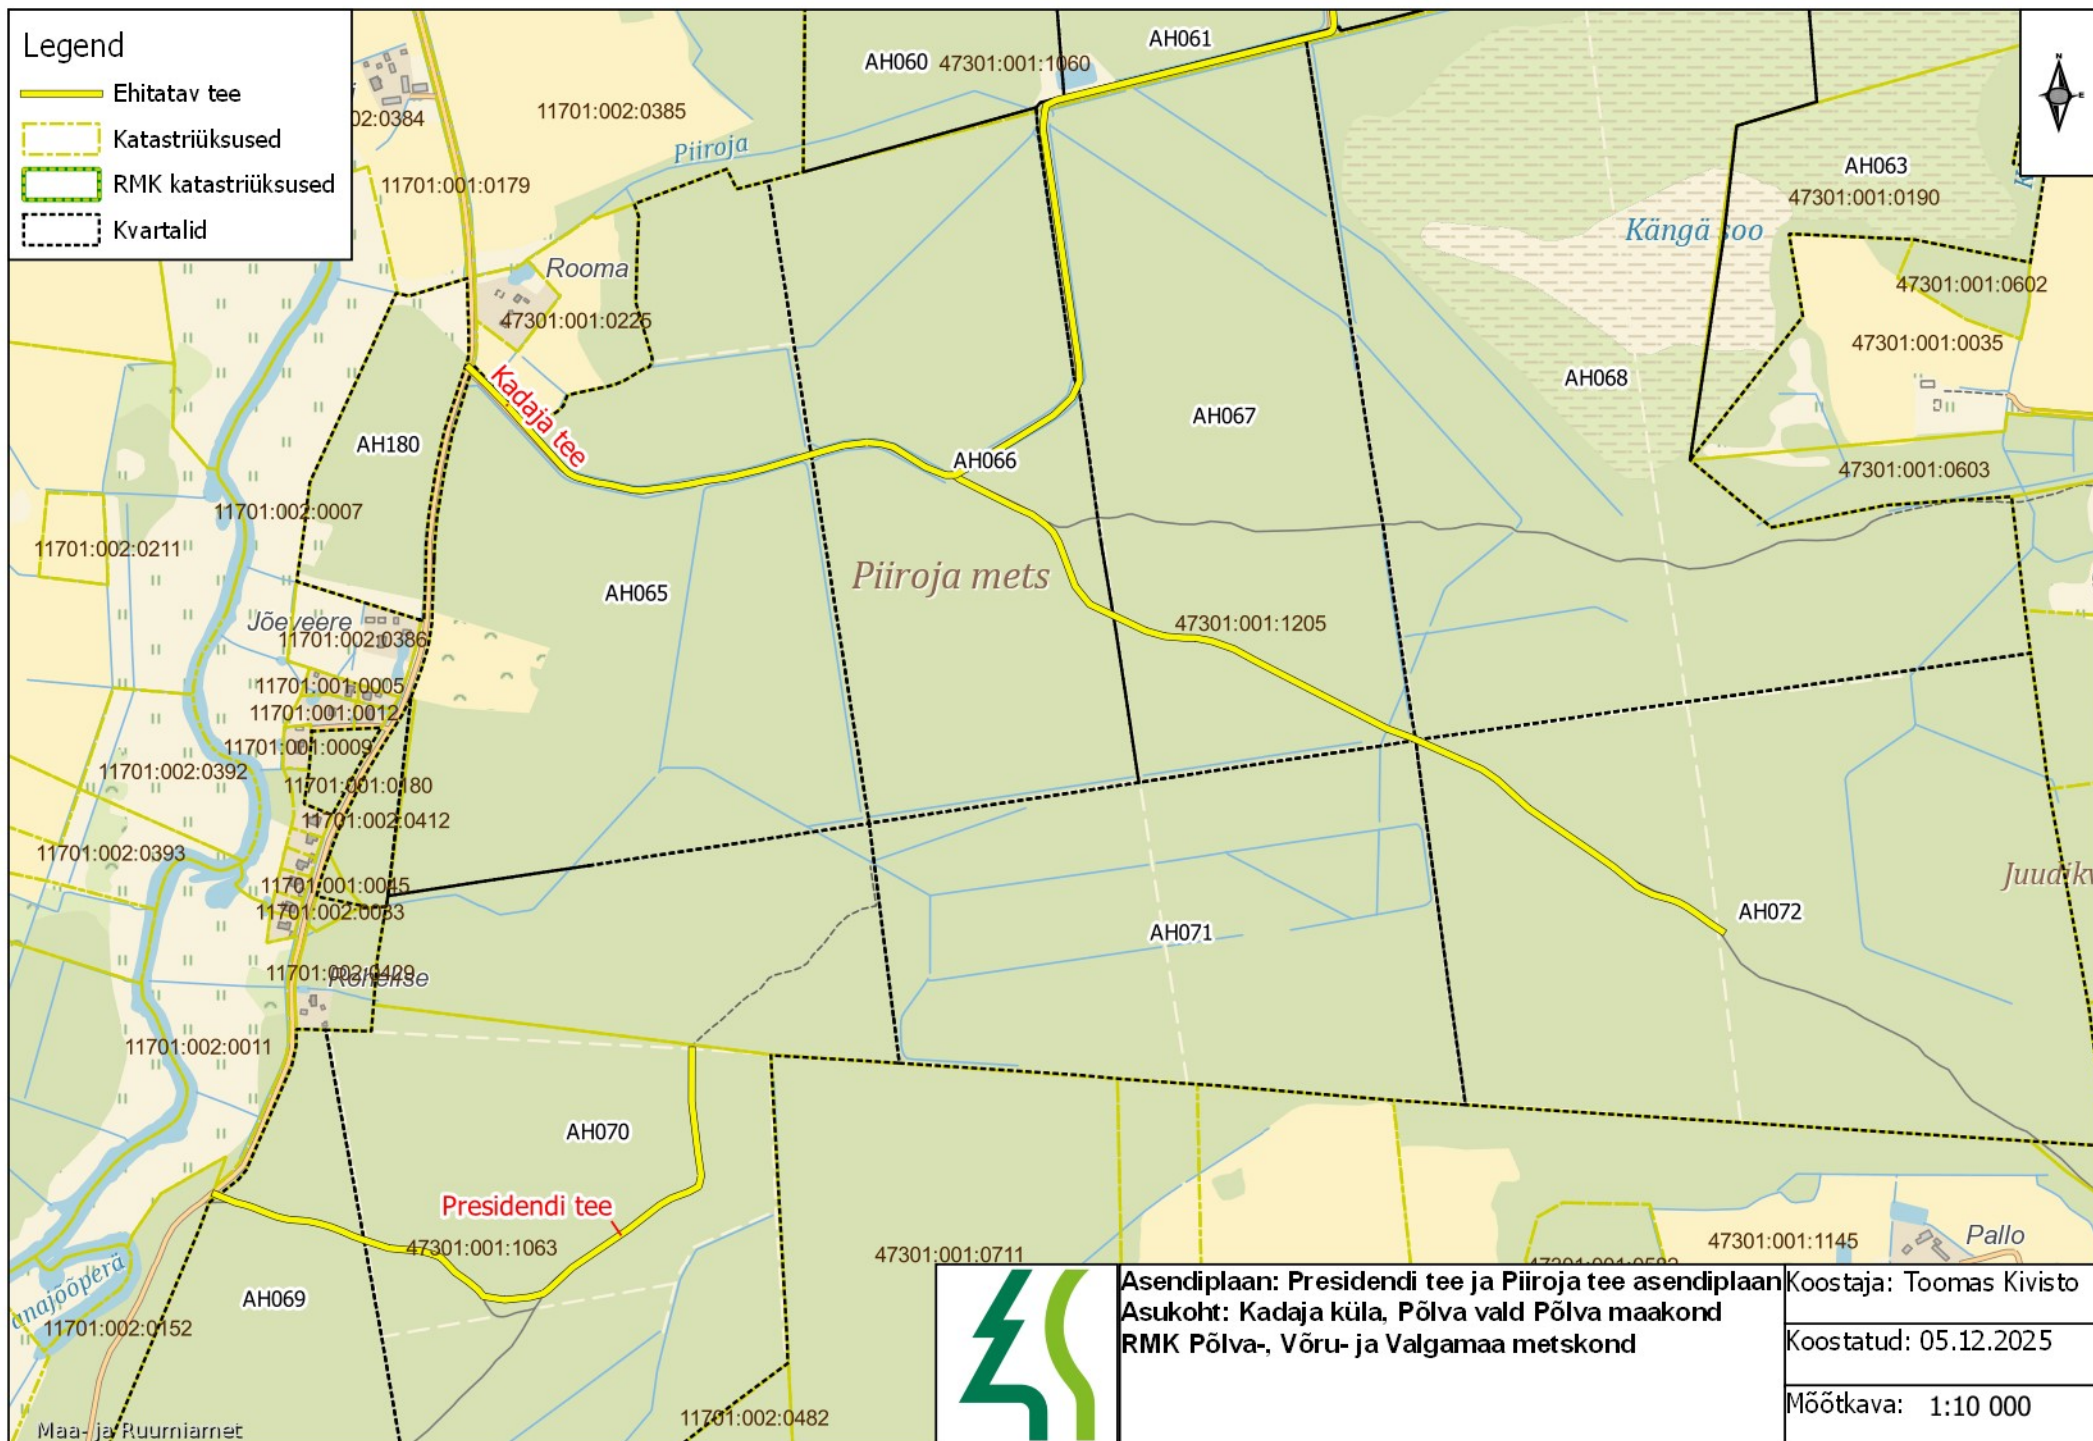 Legend
Ehitatav tee
Katastriüksused
RMK katastriüksused
Kvartalid
AH060
47301:001:1060
AH061
02:0384
11701:002:0385
Piiroja
11701:001:0179
AH063
47301:001:0190
Kängä soo
Rooma
47301:001:0225
47301:001:0602
47301:001:0035
AH068
Kadaja tee
AH067
AH180
AH066
47301:001:0603
11701:002:0007
11701:002:0211
Piiroja mets
AH065
Jõeveere
11701:002:0386
47301:001:1205
11701:001:0005
11701:001:0012
11701:001:0009
11701:002:0392
11701:001:0180
11701:002:0412
11701:002:0393
11701:001:0045
11701:002:0033
AH072
AH071
11701:002:0429
11701:002:0011
AH070
Presidendi tee
47301:001:1063
47301:001:0711
47301:001:1145
Pallo
AH069
anajõõperä
11701:002:0152
11701:002:0482
Maa- ja Ruumiamet
Asendiplaan: Presidendi tee ja Piiroja tee asendiplaan
Asukoht: Kadaja küla, Põlva vald Põlva maakond
RMK Põlva-, Võru- ja Valgamaa metskond
Koostaja: Toomas Kivisto
Koostatud: 05.12.2025
Mõõtkava: 1:10 000